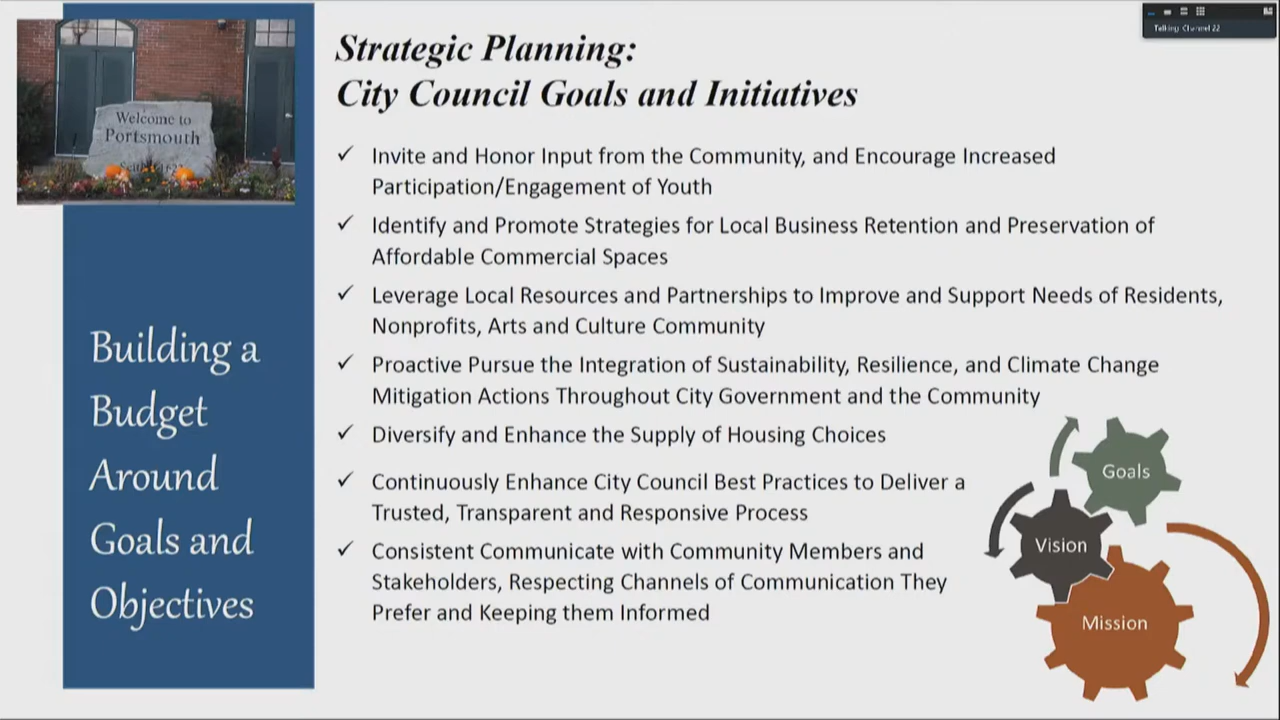 Talking: Channel 22
Strategic Planning:
City Council Goals and Initiatives
Welcome to
Portsmouth
Building a
Budget
Around
Goals and
Objectives
✓ Invite and Honor Input from the Community, and Encourage Increased
Participation/Engagement of Youth
✓ Identify and Promote Strategies for Local Business Retention and Preservation of
Affordable Commercial Spaces
✓ Leverage Local Resources and Partnerships to Improve and Support Needs of Residents,
Nonprofits, Arts and Culture Community
✓ Proactive Pursue the Integration of Sustainability, Resilience, and Climate Change
Mitigation Actions Throughout City Government and the Community
✓ Diversify and Enhance the Supply of Housing Choices
✓ Continuously Enhance City Council Best Practices to Deliver a
Trusted, Transparent and Responsive Process
✓ Consistent Communicate with Community Members and
Stakeholders, Respecting Channels of Communication They
Prefer and Keeping them Informed
Goals
Vision
Mission